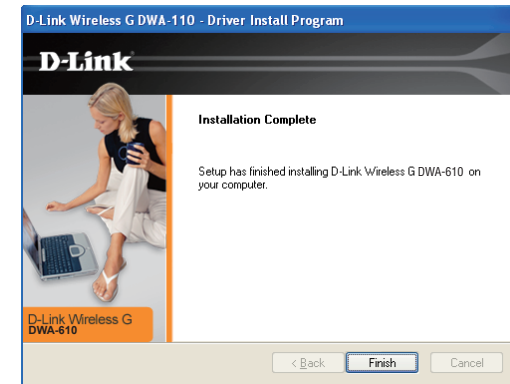 D-Link Wireless G DWA-110 - Driver Install Program
D-Link
Installation Complete
Setup has finished installing D-Link Wireless G DWA-610 on
your computer.
D-Link Wireless G
DWA-610
< Back
Finish
Cancel